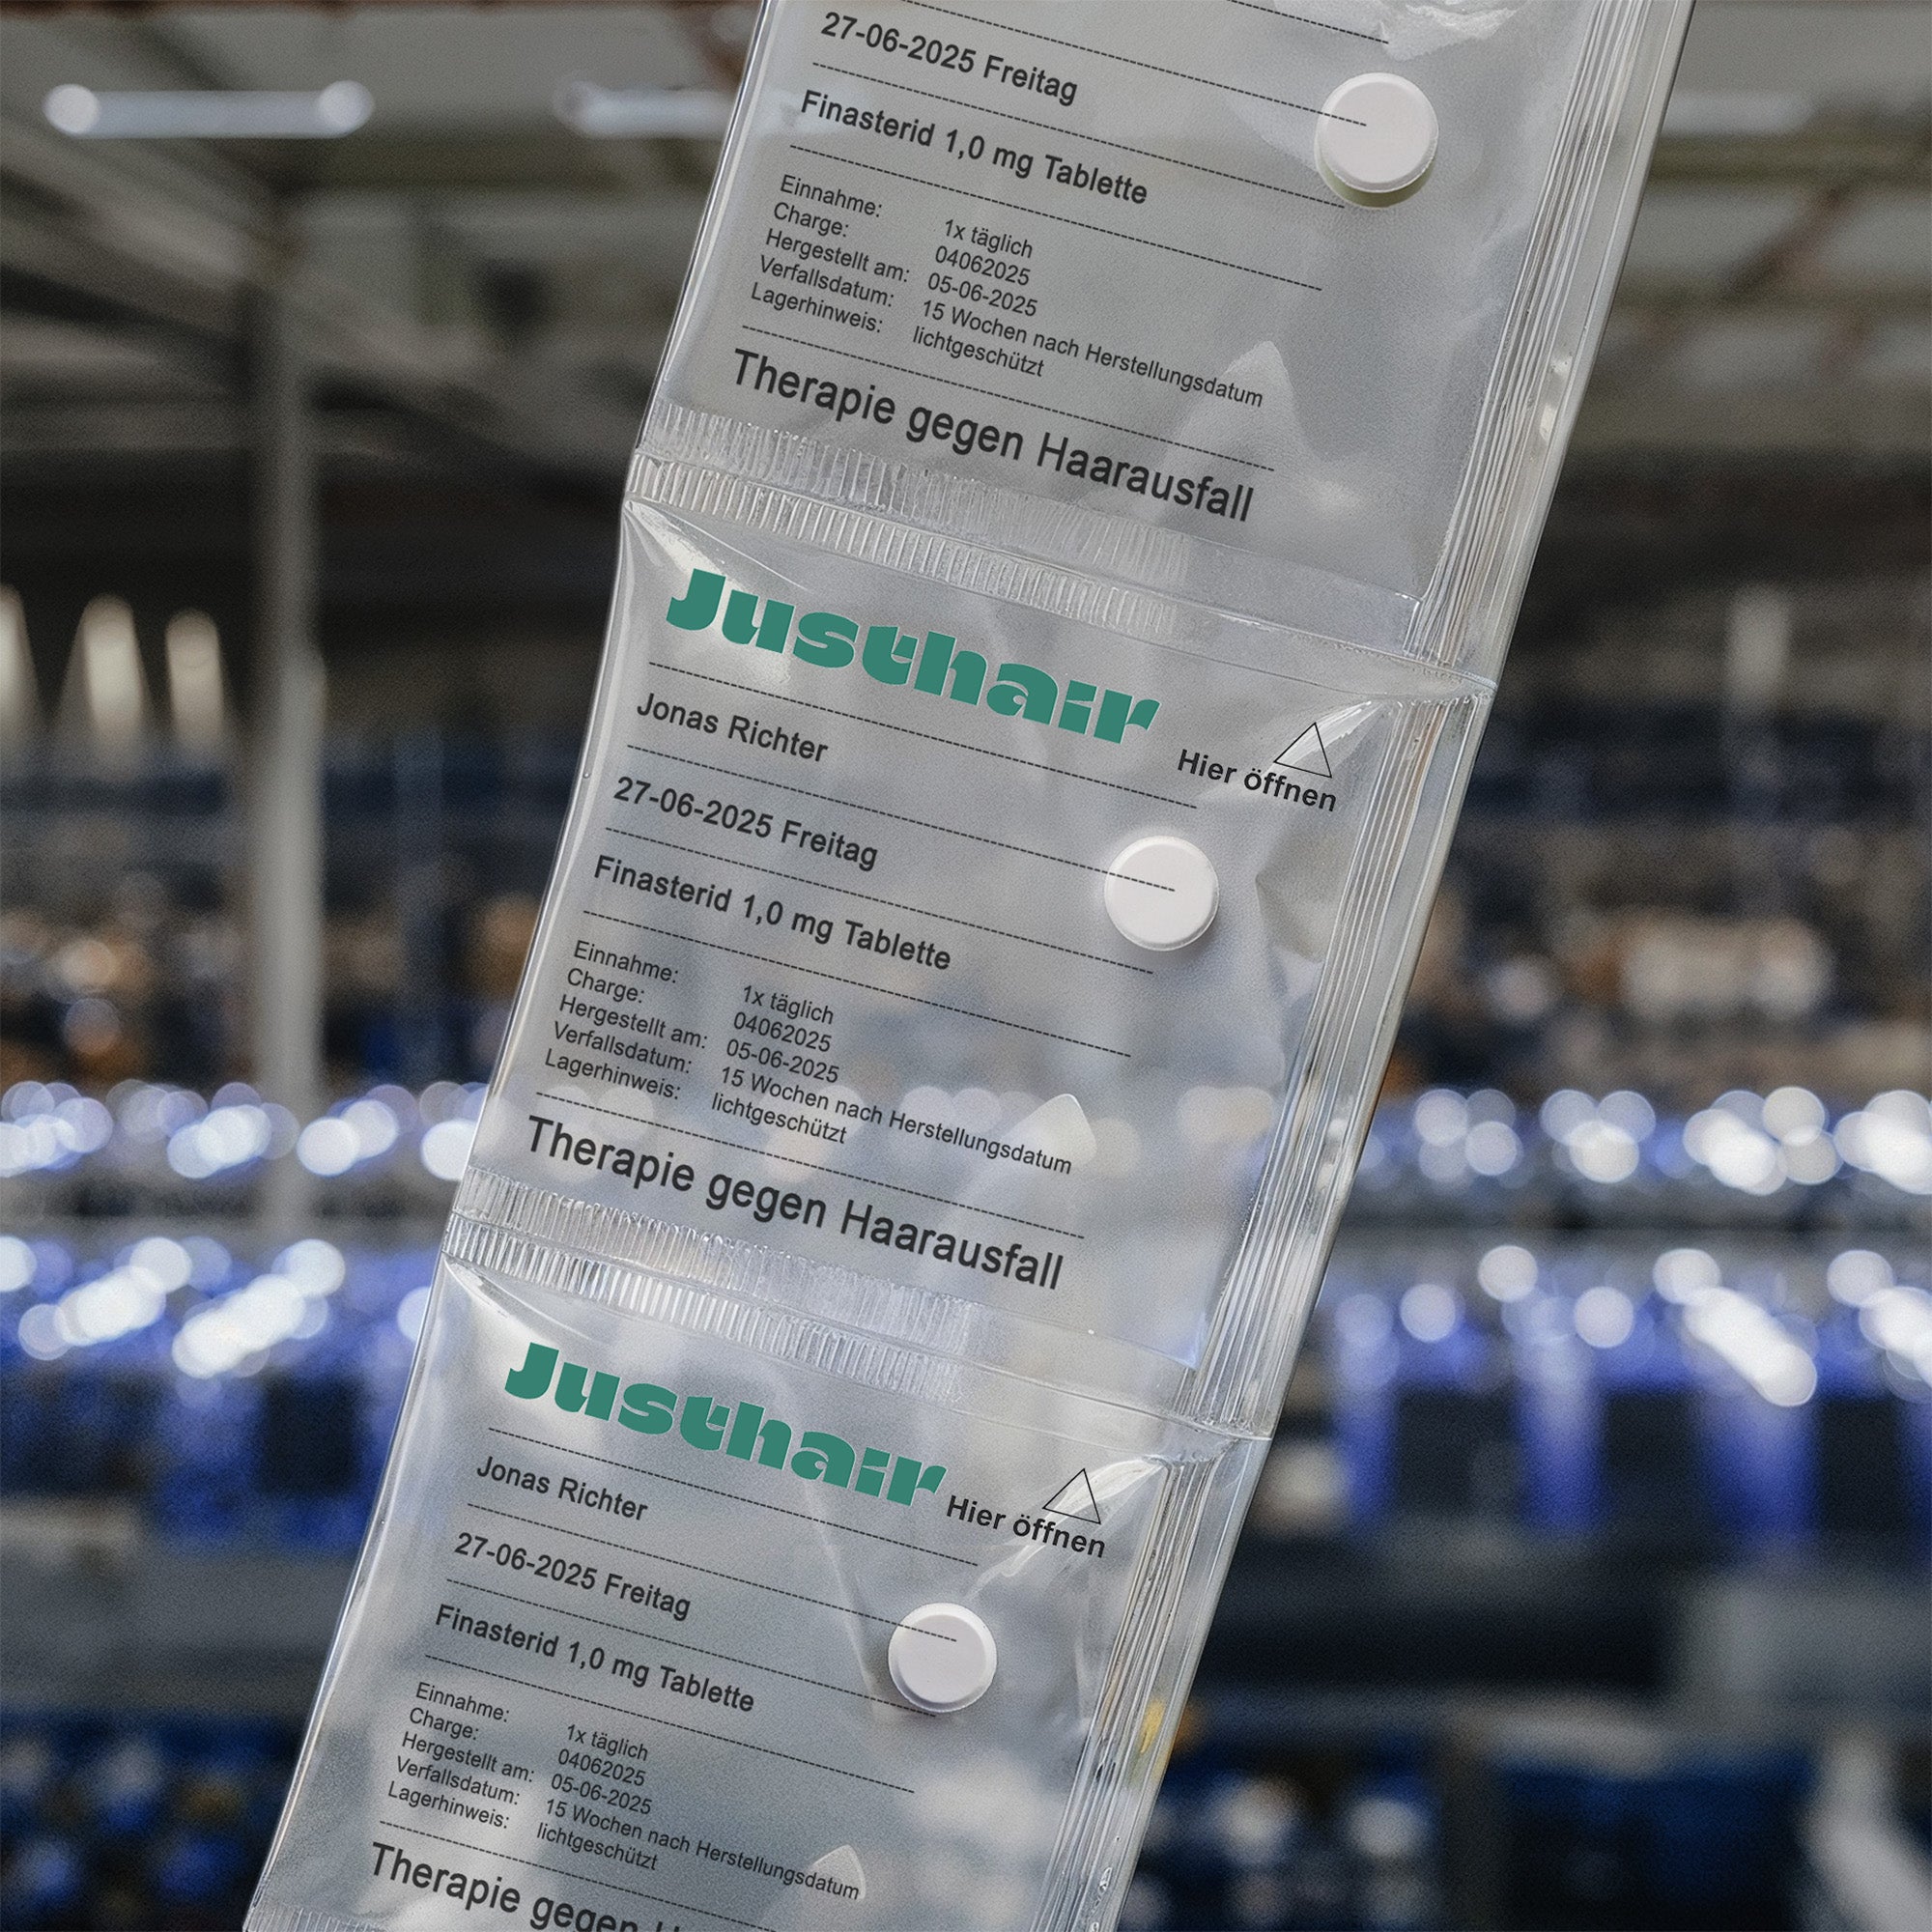 27-06-2025 Freitag
Finasterid 1,0 mg Tablette
Einnahme: 1x täglich
Charge: 04062025
Hergestellt am: 05-06-2025
Verfallsdatum: 15 Wochen nach Herstellungsdatum
Lagerhinweis: lichtgeschützt
Therapie gegen Haarausfall
Justhair
Hier öffnen
Jonas Richter
27-06-2025 Freitag
Finasterid 1,0 mg Tablette
Einnahme: 1x täglich
Charge: 04062025
Hergestellt am: 05-06-2025
Verfallsdatum: 15 Wochen nach Herstellungsdatum
Lagerhinweis: lichtgeschützt
Therapie gegen Haarausfall
Justhair
Hier öffnen
Jonas Richter
27-06-2025 Freitag
Finasterid 1,0 mg Tablette
Einnahme: 1x täglich
Charge: 04062025
Hergestellt am: 05-06-2025
Verfallsdatum: 15 Wochen nach Herstellungsdatum
Lagerhinweis: lichtgeschützt
Therapie gegen